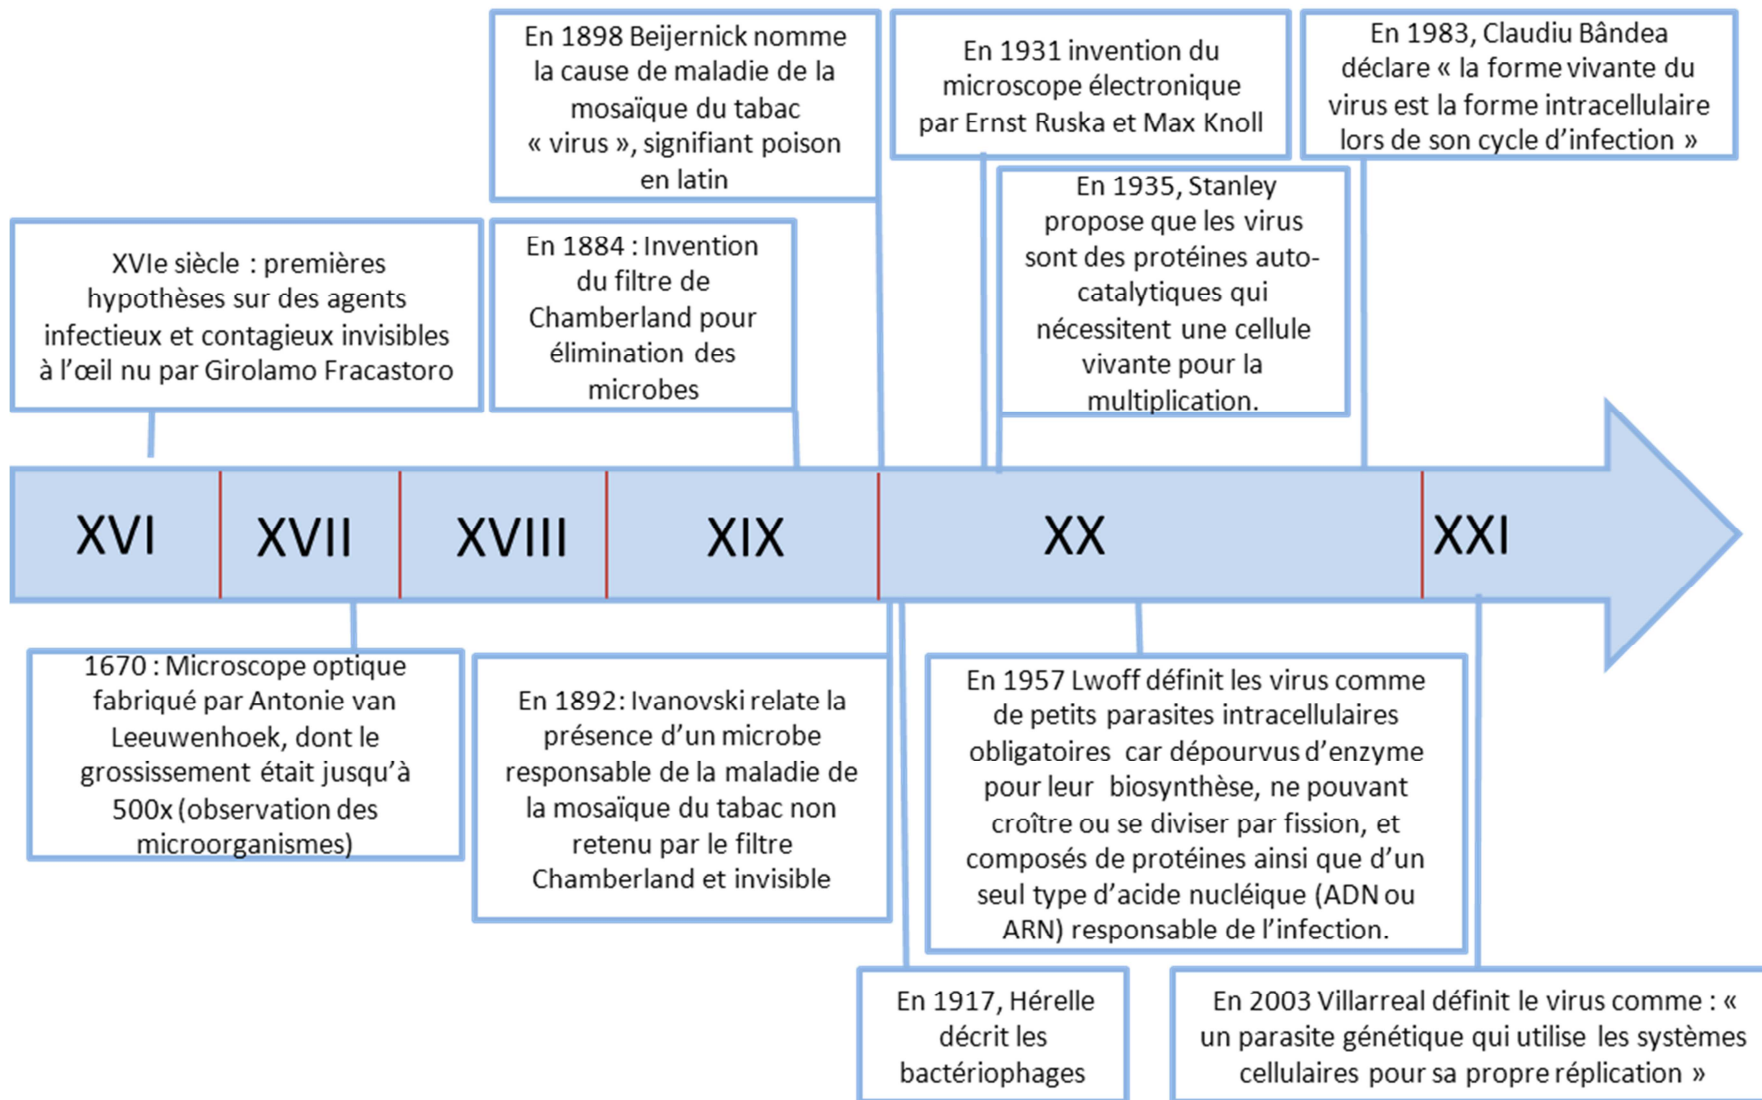 En 1898 Beijernick nomme
la cause de maladie de la
mosaïque du tabac
« virus », signifiant poison
en latin
En 1931 invention du
microscope électronique
par Ernst Ruska et Max Knoll
En 1983, Claudiu Bândea
déclare « la forme vivante du
virus est la forme intracellulaire
lors de son cycle d’infection »
XVIe siècle : premières
hypothèses sur des agents
infectieux et contagieux invisibles
à l’œil nu par Girolamo Fracastoro
En 1884 : Invention
du filtre de
Chamberland pour
élimination des
microbes
En 1935, Stanley
propose que les virus
sont des protéines auto-
catalytiques qui
nécessitent une cellule
vivante pour la
multiplication.
XVI
XVII
XVIII
XIX
XX
XXI
1670 : Microscope optique
fabriqué par Antonie van
Leeuwenhoek, dont le
grossissement était jusqu’à
500x (observation des
microorganismes)
En 1892: Ivanovski relate la
présence d’un microbe
responsable de la maladie de
la mosaïque du tabac non
retenu par le filtre
Chamberland et invisible
En 1957 Lwoff définit les virus comme
de petits parasites intracellulaires
obligatoires car dépourvus d’enzyme
pour leur biosynthèse, ne pouvant
croître ou se diviser par fission, et
composés de protéines ainsi que d’un
seul type d’acide nucléique (ADN ou
ARN) responsable de l’infection.
En 1917, Hérelle
décrit les
bactériophages
En 2003 Villarreal définit le virus comme : «
un parasite génétique qui utilise les systèmes
cellulaires pour sa propre réplication »